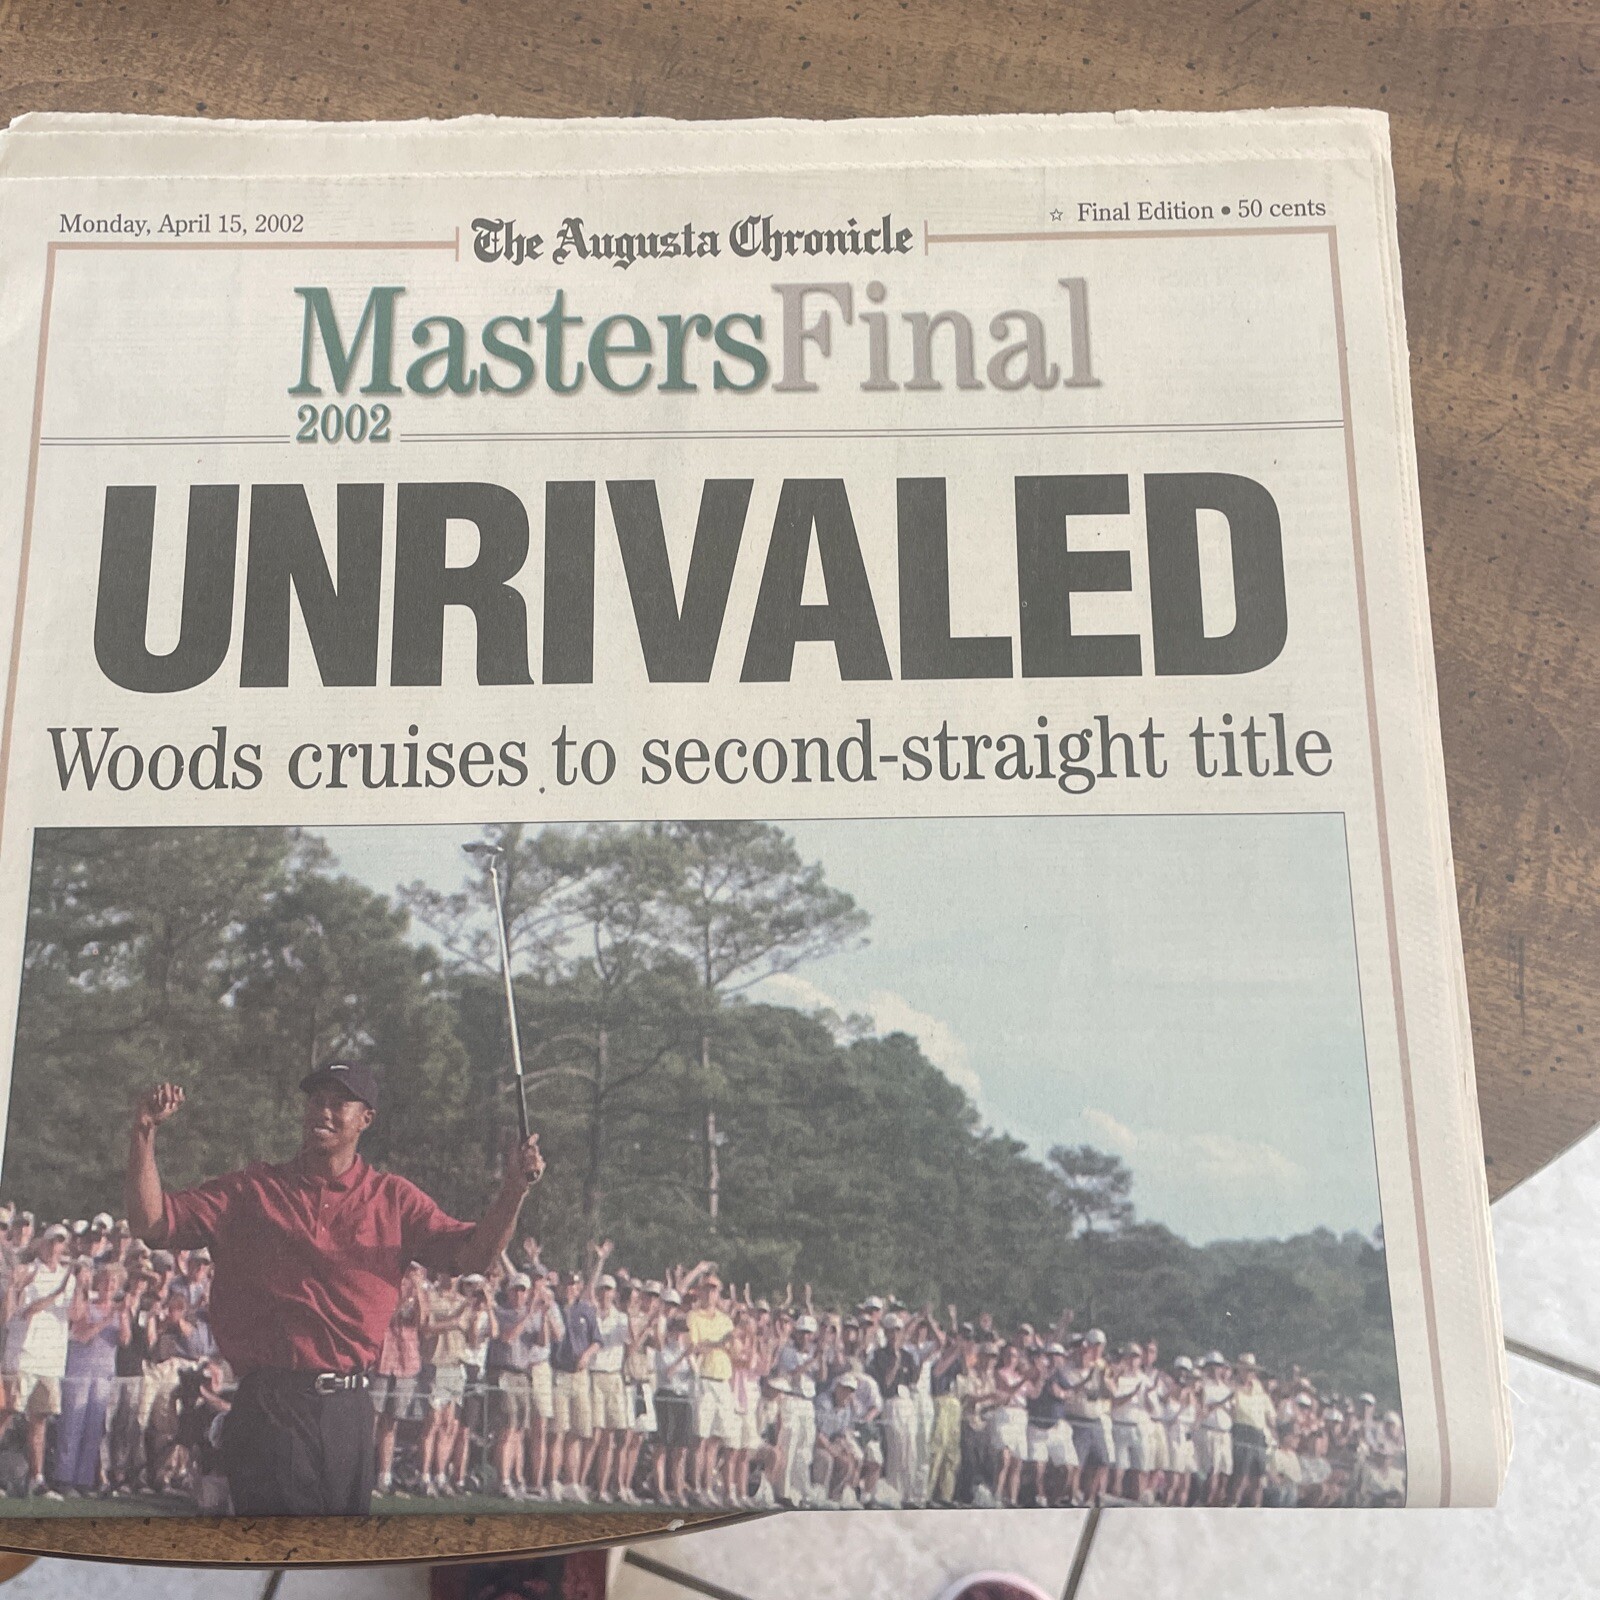 Monday, April 15, 2002
The Augusta Chronicle
☆ Final Edition • 50 cents
MastersFinal
2002
UNRIVALED
Woods cruises to second-straight title